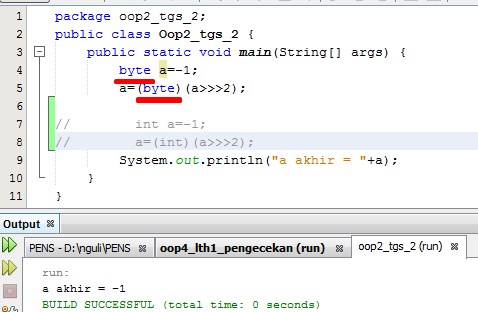 1 package oop2_tgs_2;
2 public class Oop2_tgs_2 {
3 public static void main(String[] args) {
4 byte a=-1;
5 a=(byte)(a>>>2);
6
7 // int a=-1;
8 // a=(int)(a>>>2);
9 System.out.println("a akhir = "+a);
10 }
11 }
Output
PENS - D:\nguli\PENS oop4_lth1_pengecekan (run) oop2_tgs_2 (run)
run:
a akhir = -1
BUILD SUCCESSFUL (total time: 0 seconds)